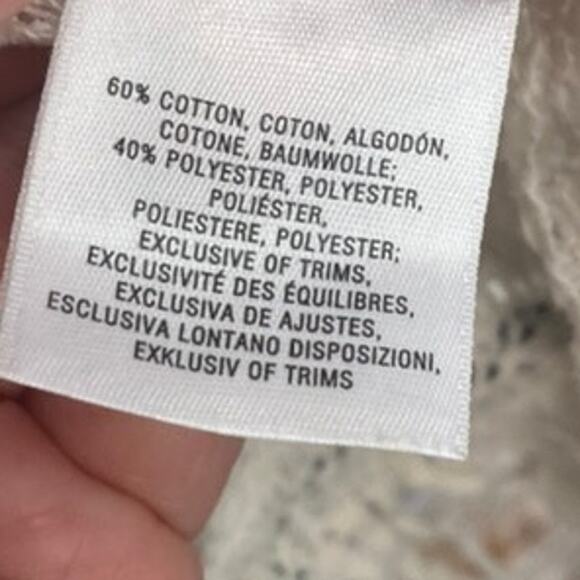 60% COTTON, COTON, ALGODÓN,
COTONE, BAUMWOLLE;
40% POLYESTER, POLYESTER,
POLIÉSTER,
POLIESTERE, POLYESTER;
EXCLUSIVE OF TRIMS,
EXCLUSIVITÉ DES ÉQUILIBRES,
EXCLUSIVA DE AJUSTES,
ESCLUSIVA LONTANO DISPOSIZIONI,
EXKLUSIV OF TRIMS